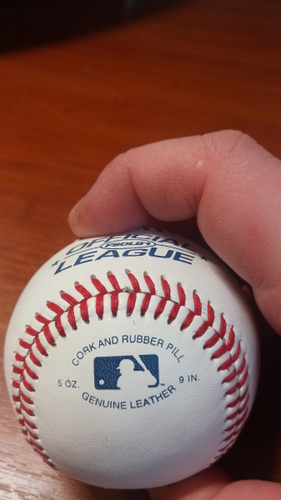 OFFICIAL
LEAGUE
CORK AND RUBBER PILL
5 OZ.
9 IN.
GENUINE LEATHER